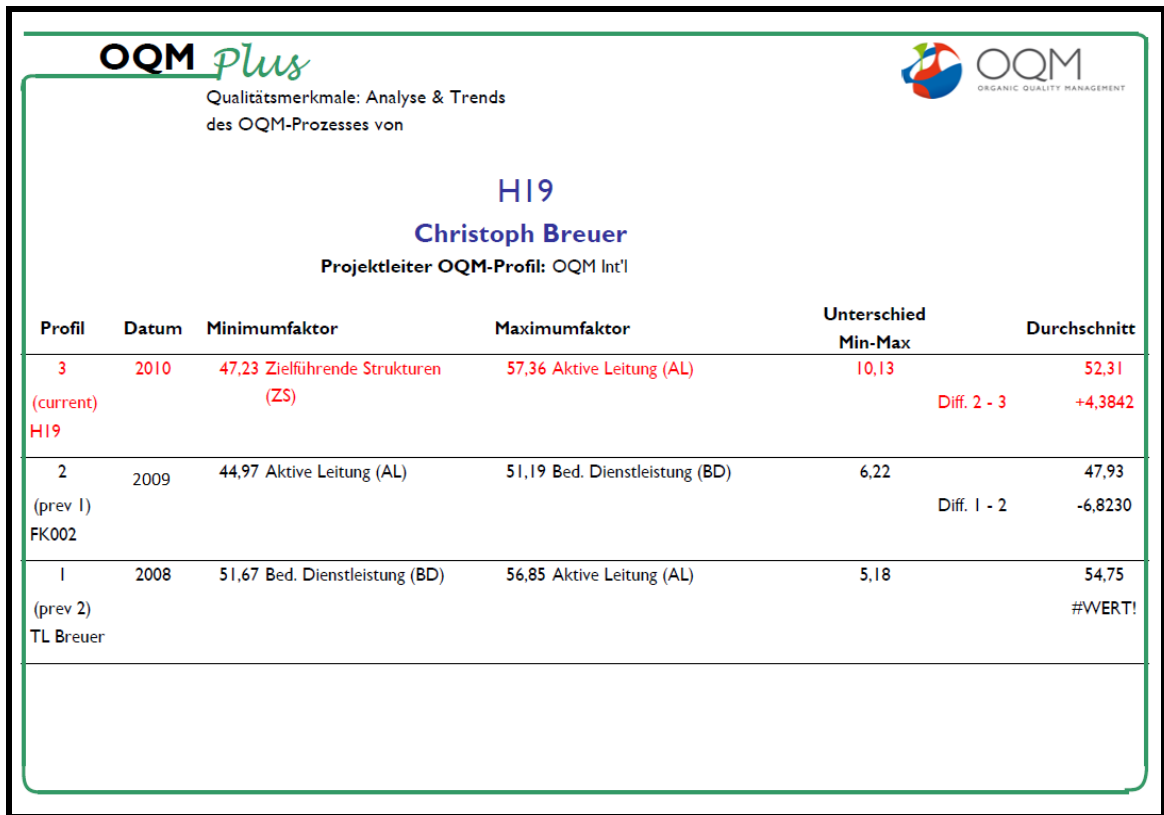 OQM Plus
OQM
ORGANIC QUALITY MANAGEMENT
Qualitätsmerkmale: Analyse & Trends
des OQM-Prozesses von
H19
Christoph Breuer
Projektleiter OQM-Profil: OQM Int'l
Profil Datum Minimumfaktor Maximumfaktor Unterschied Min-Max Durchschnitt
3 2010 47,23 Zielführende Strukturen 57,36 Aktive Leitung (AL) 10,13 52,31
(current) (ZS) Diff. 2 - 3 +4,3842
H19
2 2009 44,97 Aktive Leitung (AL) 51,19 Bed. Dienstleistung (BD) 6,22 47,93
(prev 1) Diff. 1 - 2 -6,8230
FK002
1 2008 51,67 Bed. Dienstleistung (BD) 56,85 Aktive Leitung (AL) 5,18 54,75
(prev 2) #WERT!
TL Breuer